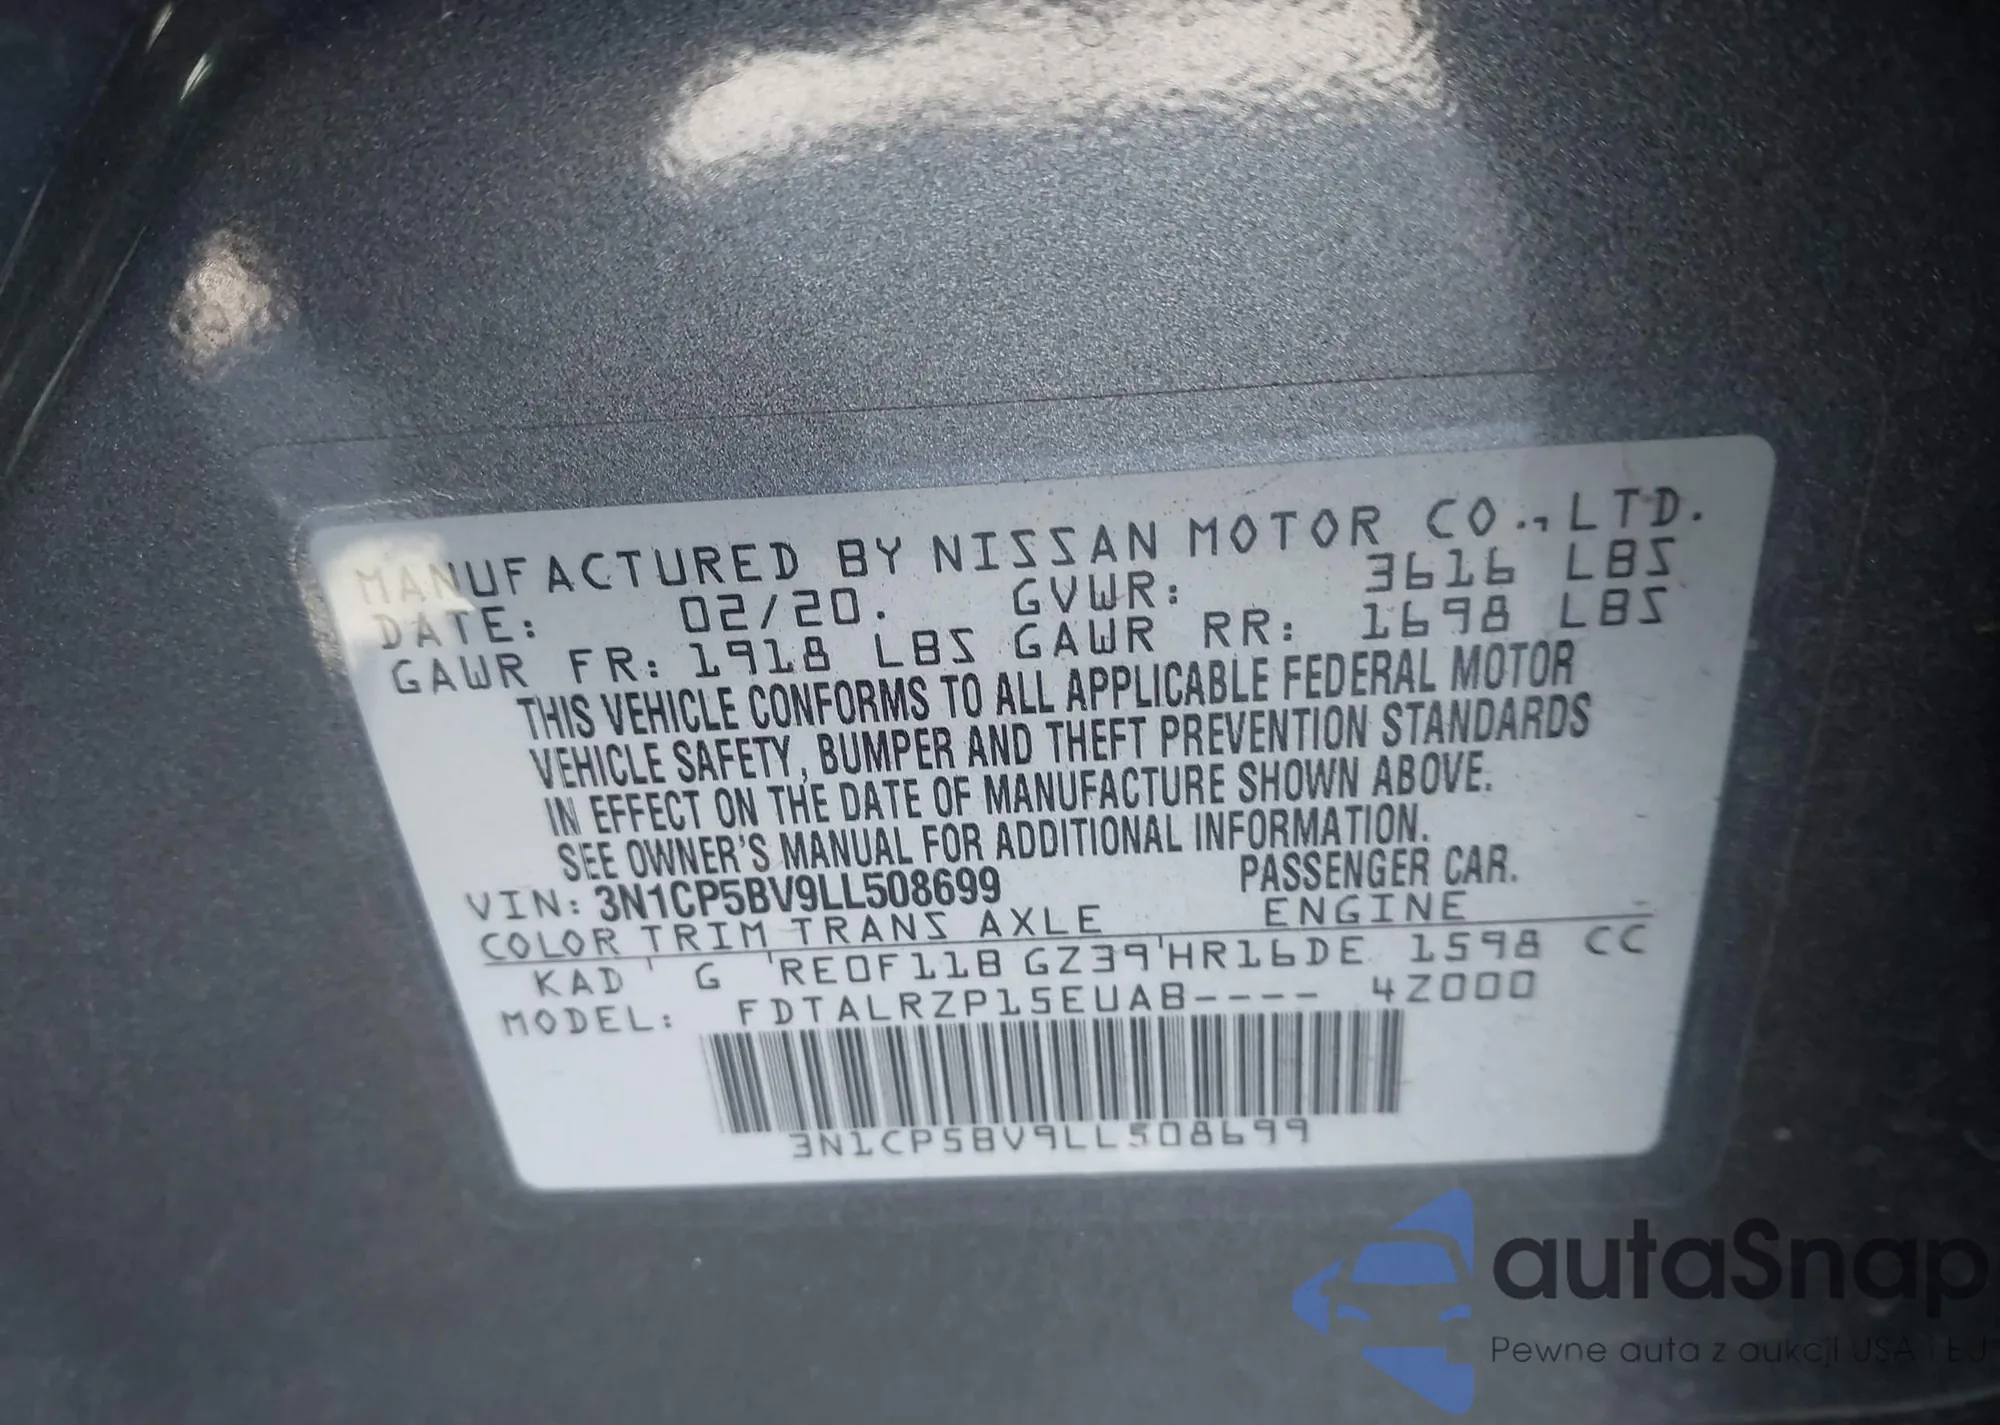 MANUFACTURED BY NISSAN MOTOR CO., LTD.
DATE: 02/20. GVWR: 3616 LBS
GAWR FR: 1918 LBS GAWR RR: 1698 LBS
THIS VEHICLE CONFORMS TO ALL APPLICABLE FEDERAL MOTOR
VEHICLE SAFETY, BUMPER AND THEFT PREVENTION STANDARDS
IN EFFECT ON THE DATE OF MANUFACTURE SHOWN ABOVE.
SEE OWNER'S MANUAL FOR ADDITIONAL INFORMATION.
VIN: 3N1CP5BV9LL508699 PASSENGER CAR.
COLOR TRIM TRANS AXLE ENGINE
KAD ' G 'RE0F11B GZ39'HR16DE 1598 CC
MODEL: FDTALRZP15EUAB---- 4Z000
3N1CP5BV9LL508699
autaSnap
Pewne auta z aukcji USA i EU